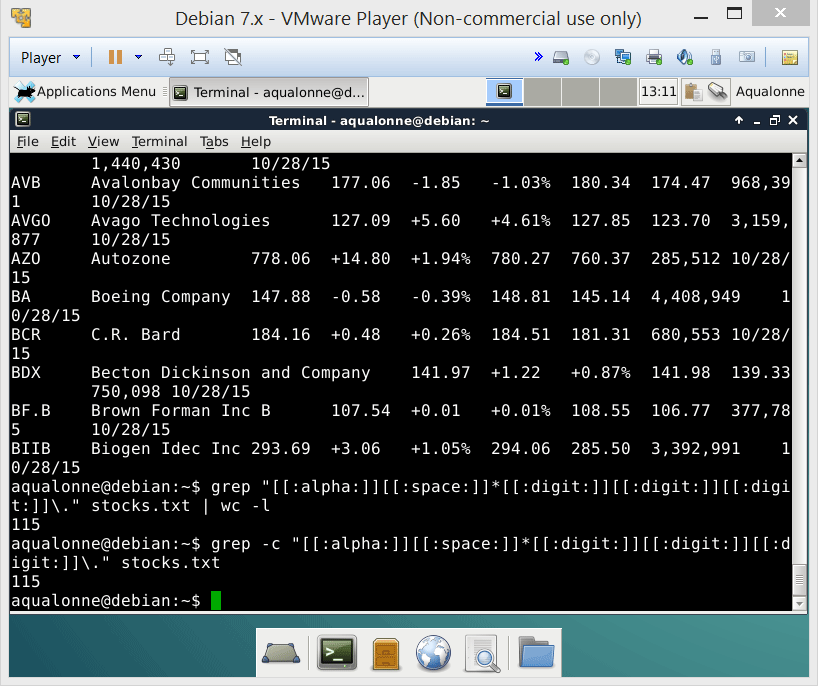 Debian 7.x - VMware Player (Non-commercial use only)
Player
Applications Menu Terminal - aqualonne@d... 13:11 Aqualonne
Terminal - aqualonne@debian: ~
File Edit View Terminal Tabs Help
1,440,430 10/28/15
AVB Avalonbay Communities 177.06 -1.85 -1.03% 180.34 174.47 968,39
1 10/28/15
AVGO Avago Technologies 127.09 +5.60 +4.61% 127.85 123.70 3,159,
877 10/28/15
AZO Autozone 778.06 +14.80 +1.94% 780.27 760.37 285,512 10/28/
15
BA Boeing Company 147.88 -0.58 -0.39% 148.81 145.14 4,408,949 1
0/28/15
BCR C.R. Bard 184.16 +0.48 +0.26% 184.51 181.31 680,553 10/28/
15
BDX Becton Dickinson and Company 141.97 +1.22 +0.87% 141.98 139.33
750,098 10/28/15
BF.B Brown Forman Inc B 107.54 +0.01 +0.01% 108.55 106.77 377,78
5 10/28/15
BIIB Biogen Idec Inc 293.69 +3.06 +1.05% 294.06 285.50 3,392,991 1
0/28/15
aqualonne@debian:~$ grep "[[:alpha:]][[:space:]]*[[:digit:]][[:digit:]][[:digi
t:]]\." stocks.txt | wc -l
115
aqualonne@debian:~$ grep -c "[[:alpha:]][[:space:]]*[[:digit:]][[:digit:]][[:d
igit:]]\." stocks.txt
115
aqualonne@debian:~$